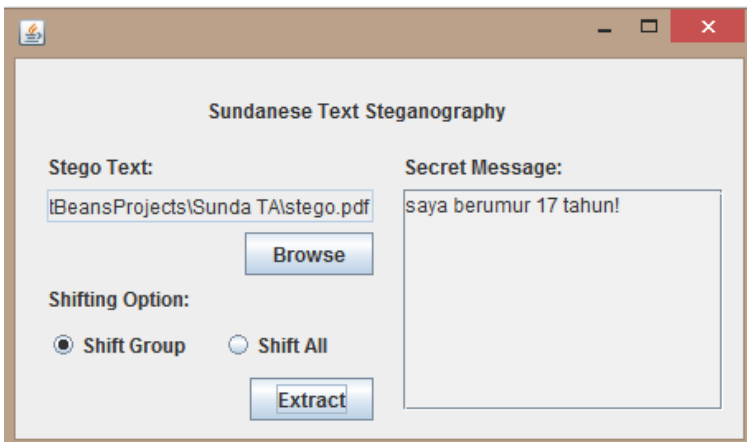 Sundanese Text Steganography
Stego Text:
tBeansProjects\Sunda TA\stego.pdf
Browse
Shifting Option:
Shift Group
Shift All
Extract
Secret Message:
saya berumur 17 tahun!